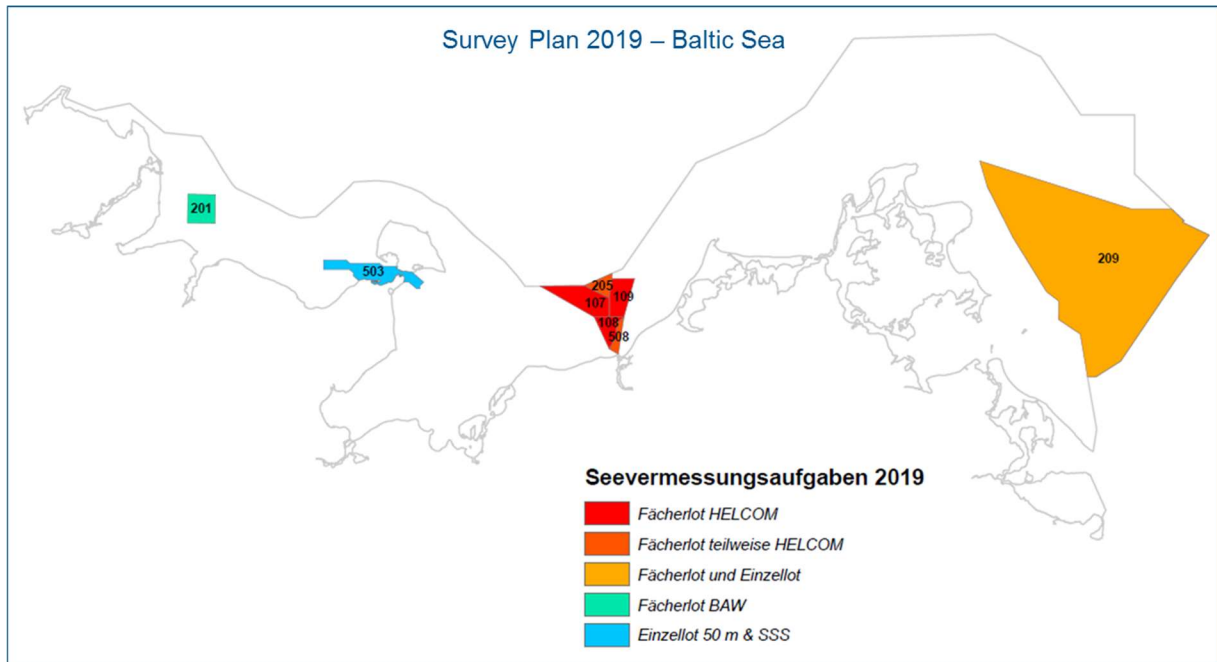 Survey Plan 2019 – Baltic Sea
201
503
205
107
109
108
508
209
Seevermessungsaufgaben 2019
Fächerlot HELCOM
Fächerlot teilweise HELCOM
Fächerlot und Einzellot
Fächerlot BAW
Einzellot 50 m & SSS